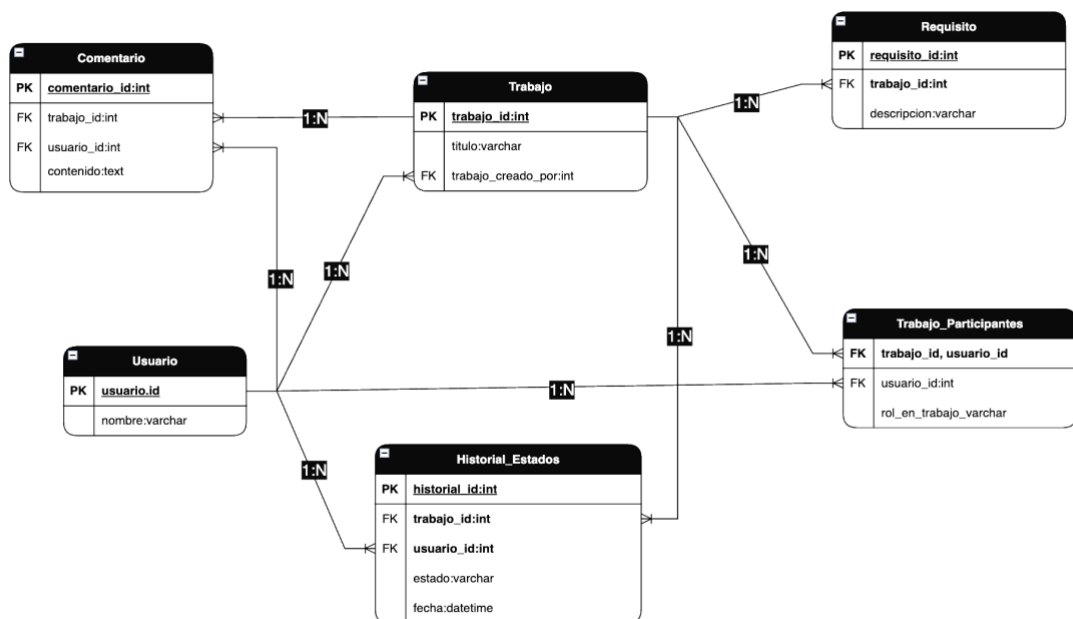 Comentario
PK comentario_id:int
FK trabajo_id:int
FK usuario_id:int
contenido:text
Trabajo
PK trabajo_id:int
titulo:varchar
FK trabajo_creado_por:int
Requisito
PK requisito_id:int
FK trabajo_id:int
descripcion:varchar
1:N
1:N
1:N
1:N
1:N
1:N
Usuario
PK usuario.id
nombre:varchar
Trabajo_Participantes
FK trabajo_id, usuario_id
FK usuario_id:int
rol_en_trabajo_varchar
1:N
1:N
Historial_Estados
PK historial_id:int
FK trabajo_id:int
FK usuario_id:int
estado:varchar
fecha:datetime